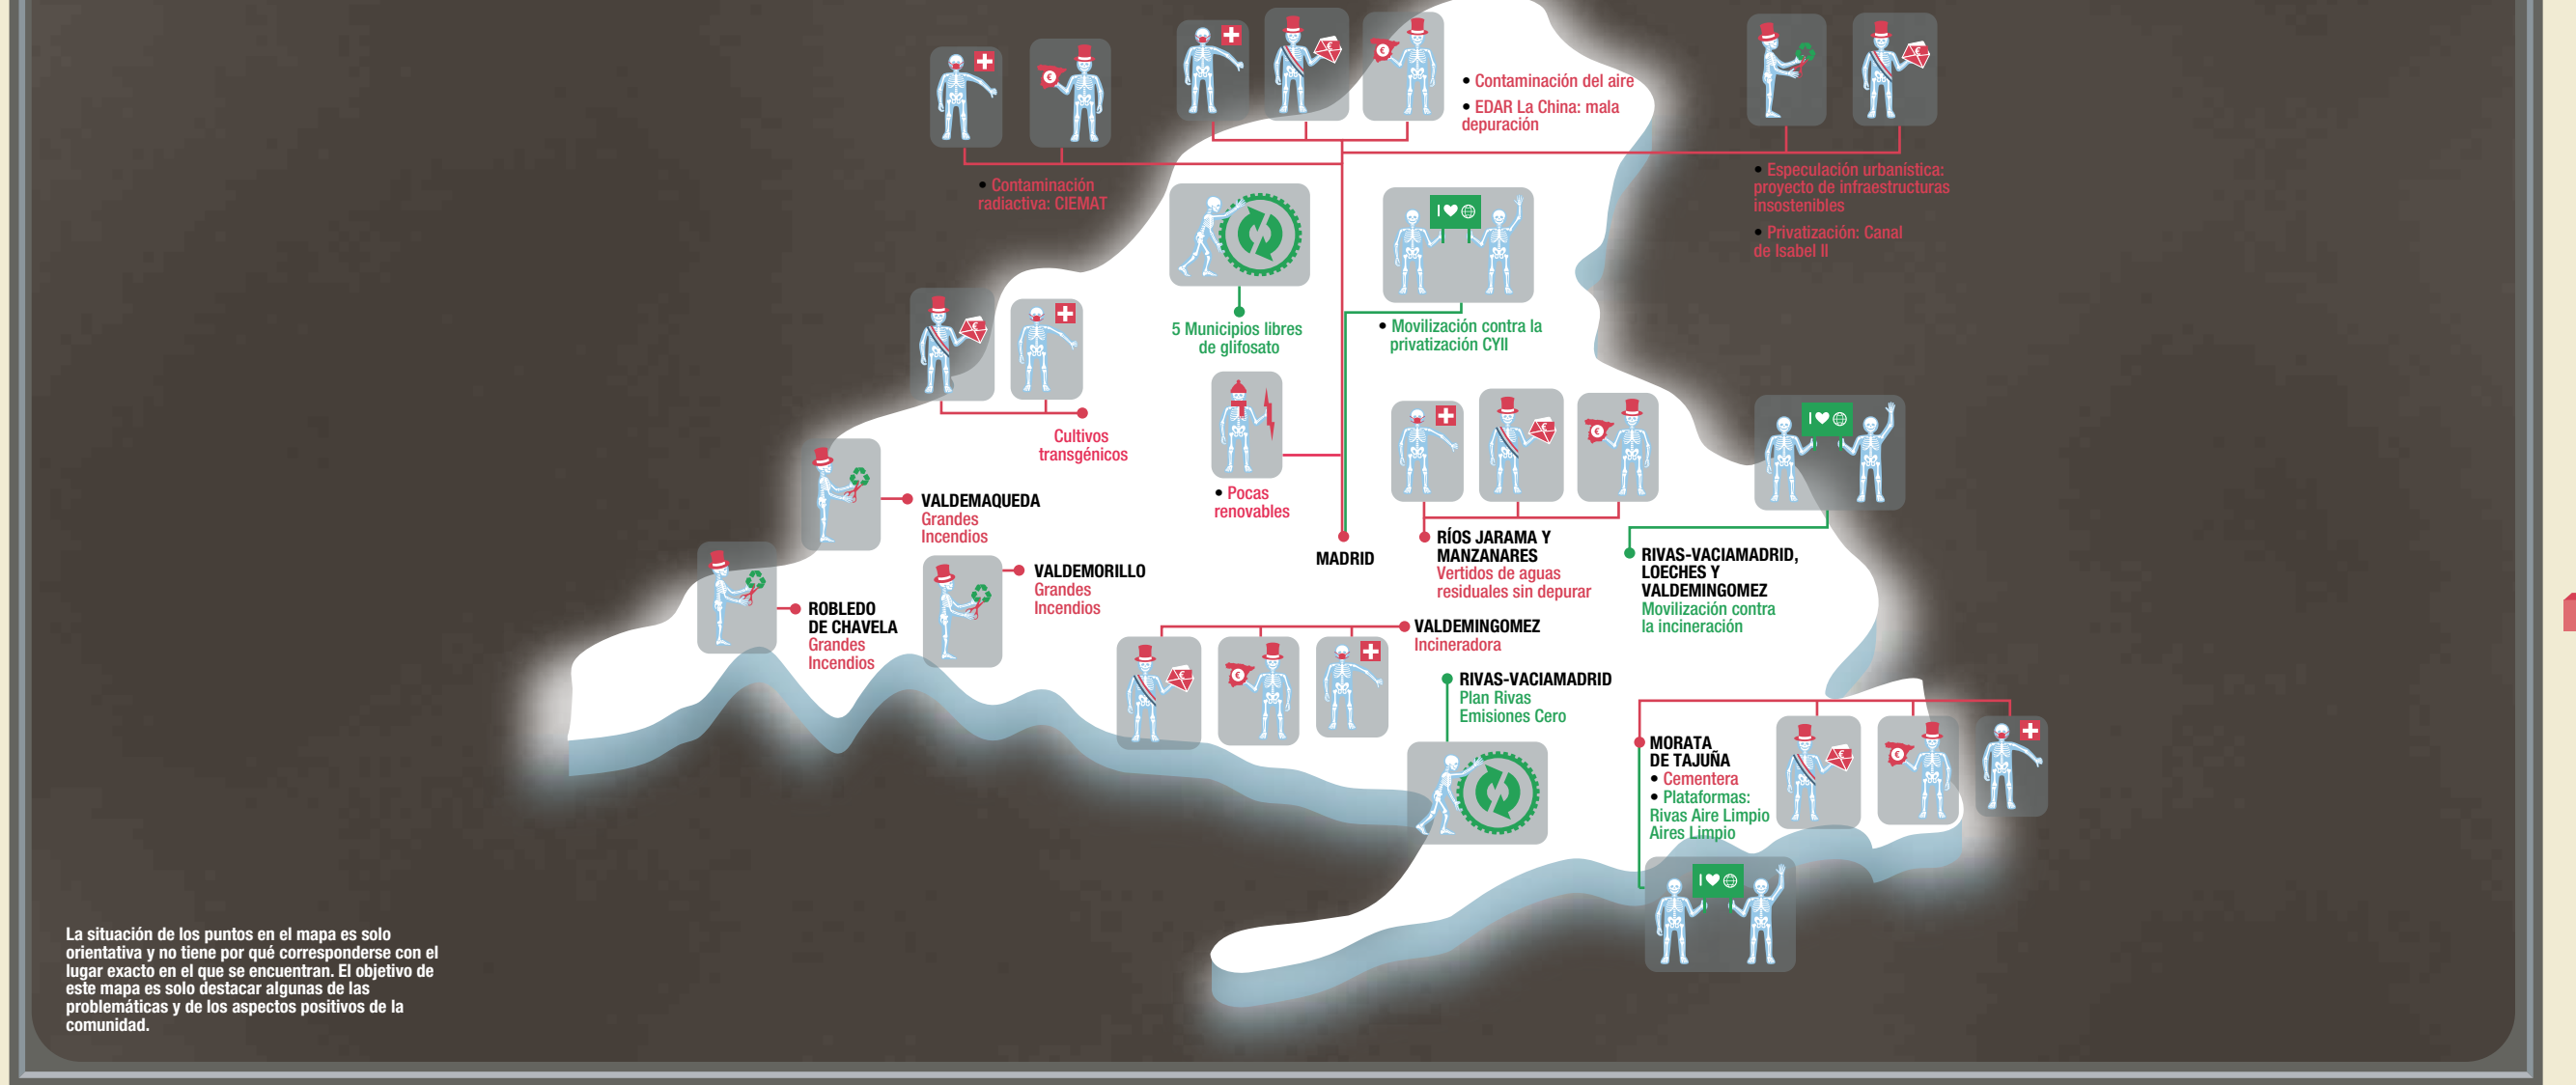 • Contaminación del aire
• EDAR La China: mala
depuración
• Contaminación
radiactiva: CIEMAT
• Especulación urbanística:
proyecto de infraestructuras
insostenibles
• Privatización: Canal
de Isabel II
I ♥
5 Municipios libres
de glifosato
• Movilización contra la
privatización CYII
Cultivos
transgénicos
I ♥
VALDEMAQUEDA
Grandes
Incendios
• Pocas
renovables
MADRID
RÍOS JARAMA Y
MANZANARES
Vertidos de aguas
residuales sin depurar
RIVAS-VACIAMADRID,
LOECHES Y
VALDEMINGOMEZ
Movilización contra
la incineración
VALDEMORILLO
Grandes
Incendios
ROBLEDO
DE CHAVELA
Grandes
Incendios
VALDEMINGOMEZ
Incineradora
RIVAS-VACIAMADRID
Plan Rivas
Emisiones Cero
MORATA
DE TAJUÑA
• Cementera
• Plataformas:
Rivas Aire Limpio
Aires Limpio
I ♥
La situación de los puntos en el mapa es solo
orientativa y no tiene por qué corresponderse con el
lugar exacto en el que se encuentran. El objetivo de
este mapa es solo destacar algunas de las
problemáticas y de los aspectos positivos de la
comunidad.